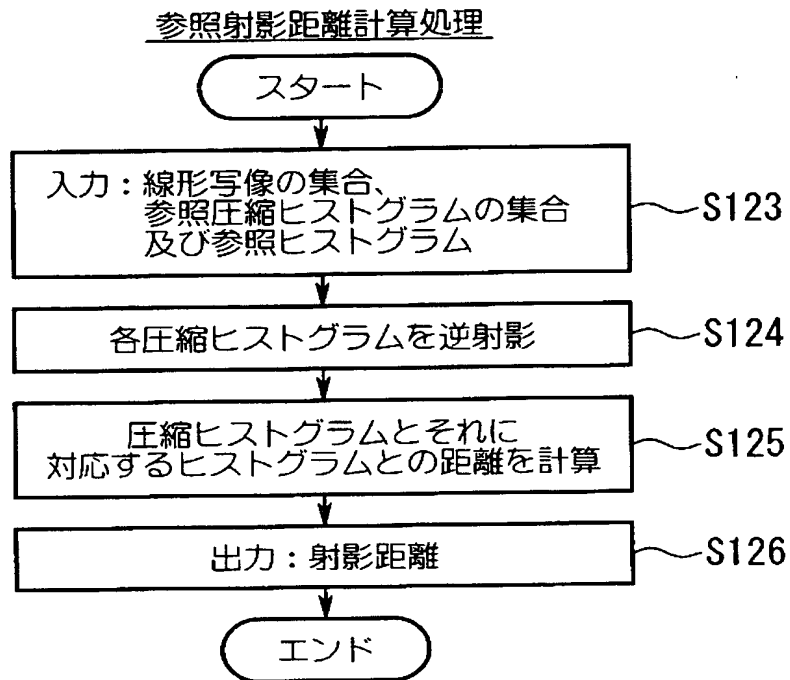 参照射影距離計算処理
スタート
入力：線形写像の集合、
参照圧縮ヒストグラムの集合
及び参照ヒストグラム
S123
各圧縮ヒストグラムを逆射影
S124
圧縮ヒストグラムとそれに
対応するヒストグラムとの距離を計算
S125
出力：射影距離
S126
エンド